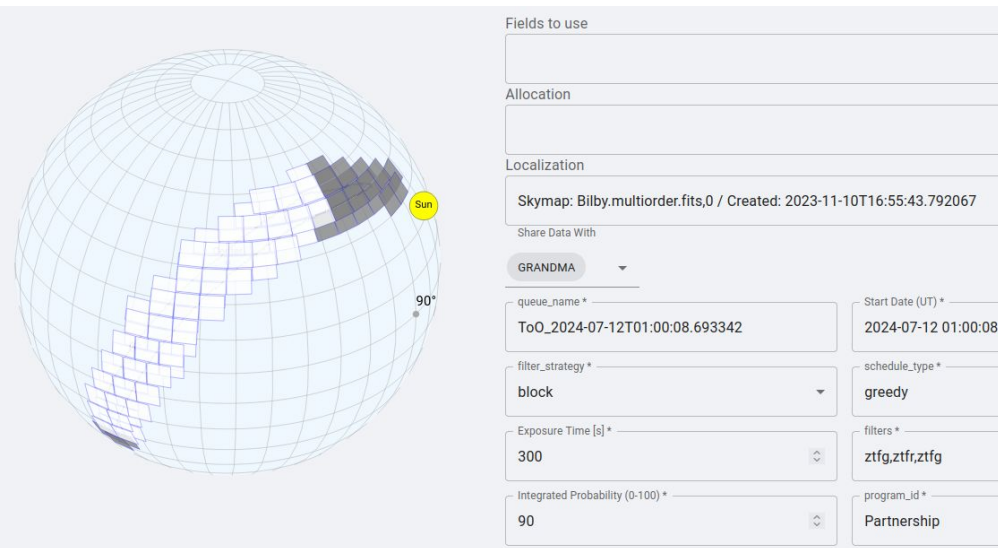 Sun
90°
Fields to use
Allocation
Localization
Skymap: Bilby.multiorder.fits,0 / Created: 2023-11-10T16:55:43.792067
Share Data With
GRANDMA
queue_name *
Start Date (UT) *
ToO_2024-07-12T01:00:08.693342
2024-07-12 01:00:08
filter_strategy *
schedule_type *
block
greedy
Exposure Time [s] *
filters *
300
ztfg,ztfr,ztfg
Integrated Probability (0-100) *
program_id *
90
Partnership